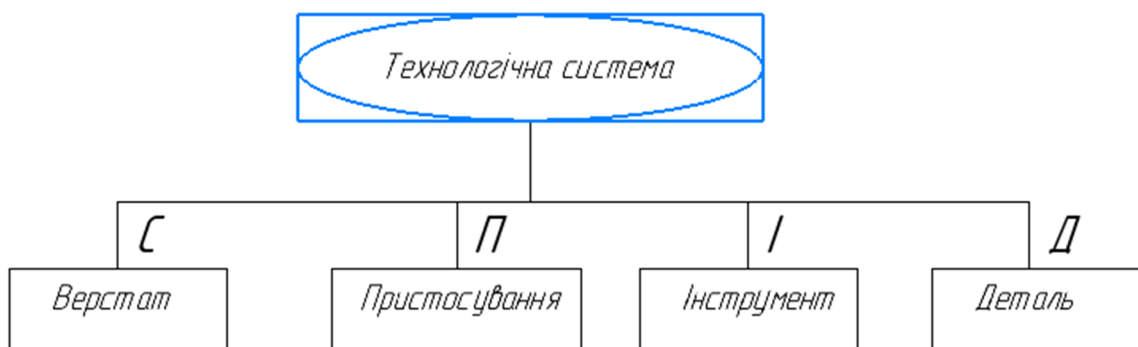 Технологічна система
С
П
І
Д
Верстат
Пристосування
Інструмент
Деталь